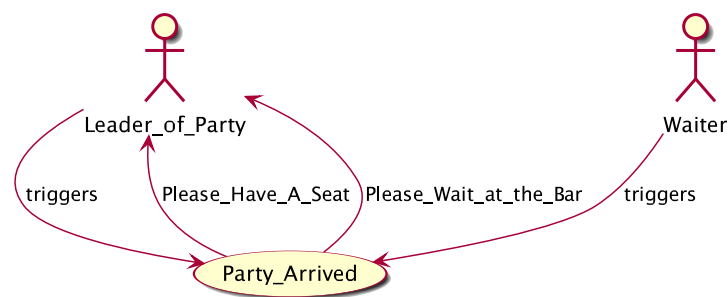 Leader_of_Party
Waiter
triggers
Please_Have_A_Seat
Please_Wait_at_the_Bar
triggers
Party_Arrived